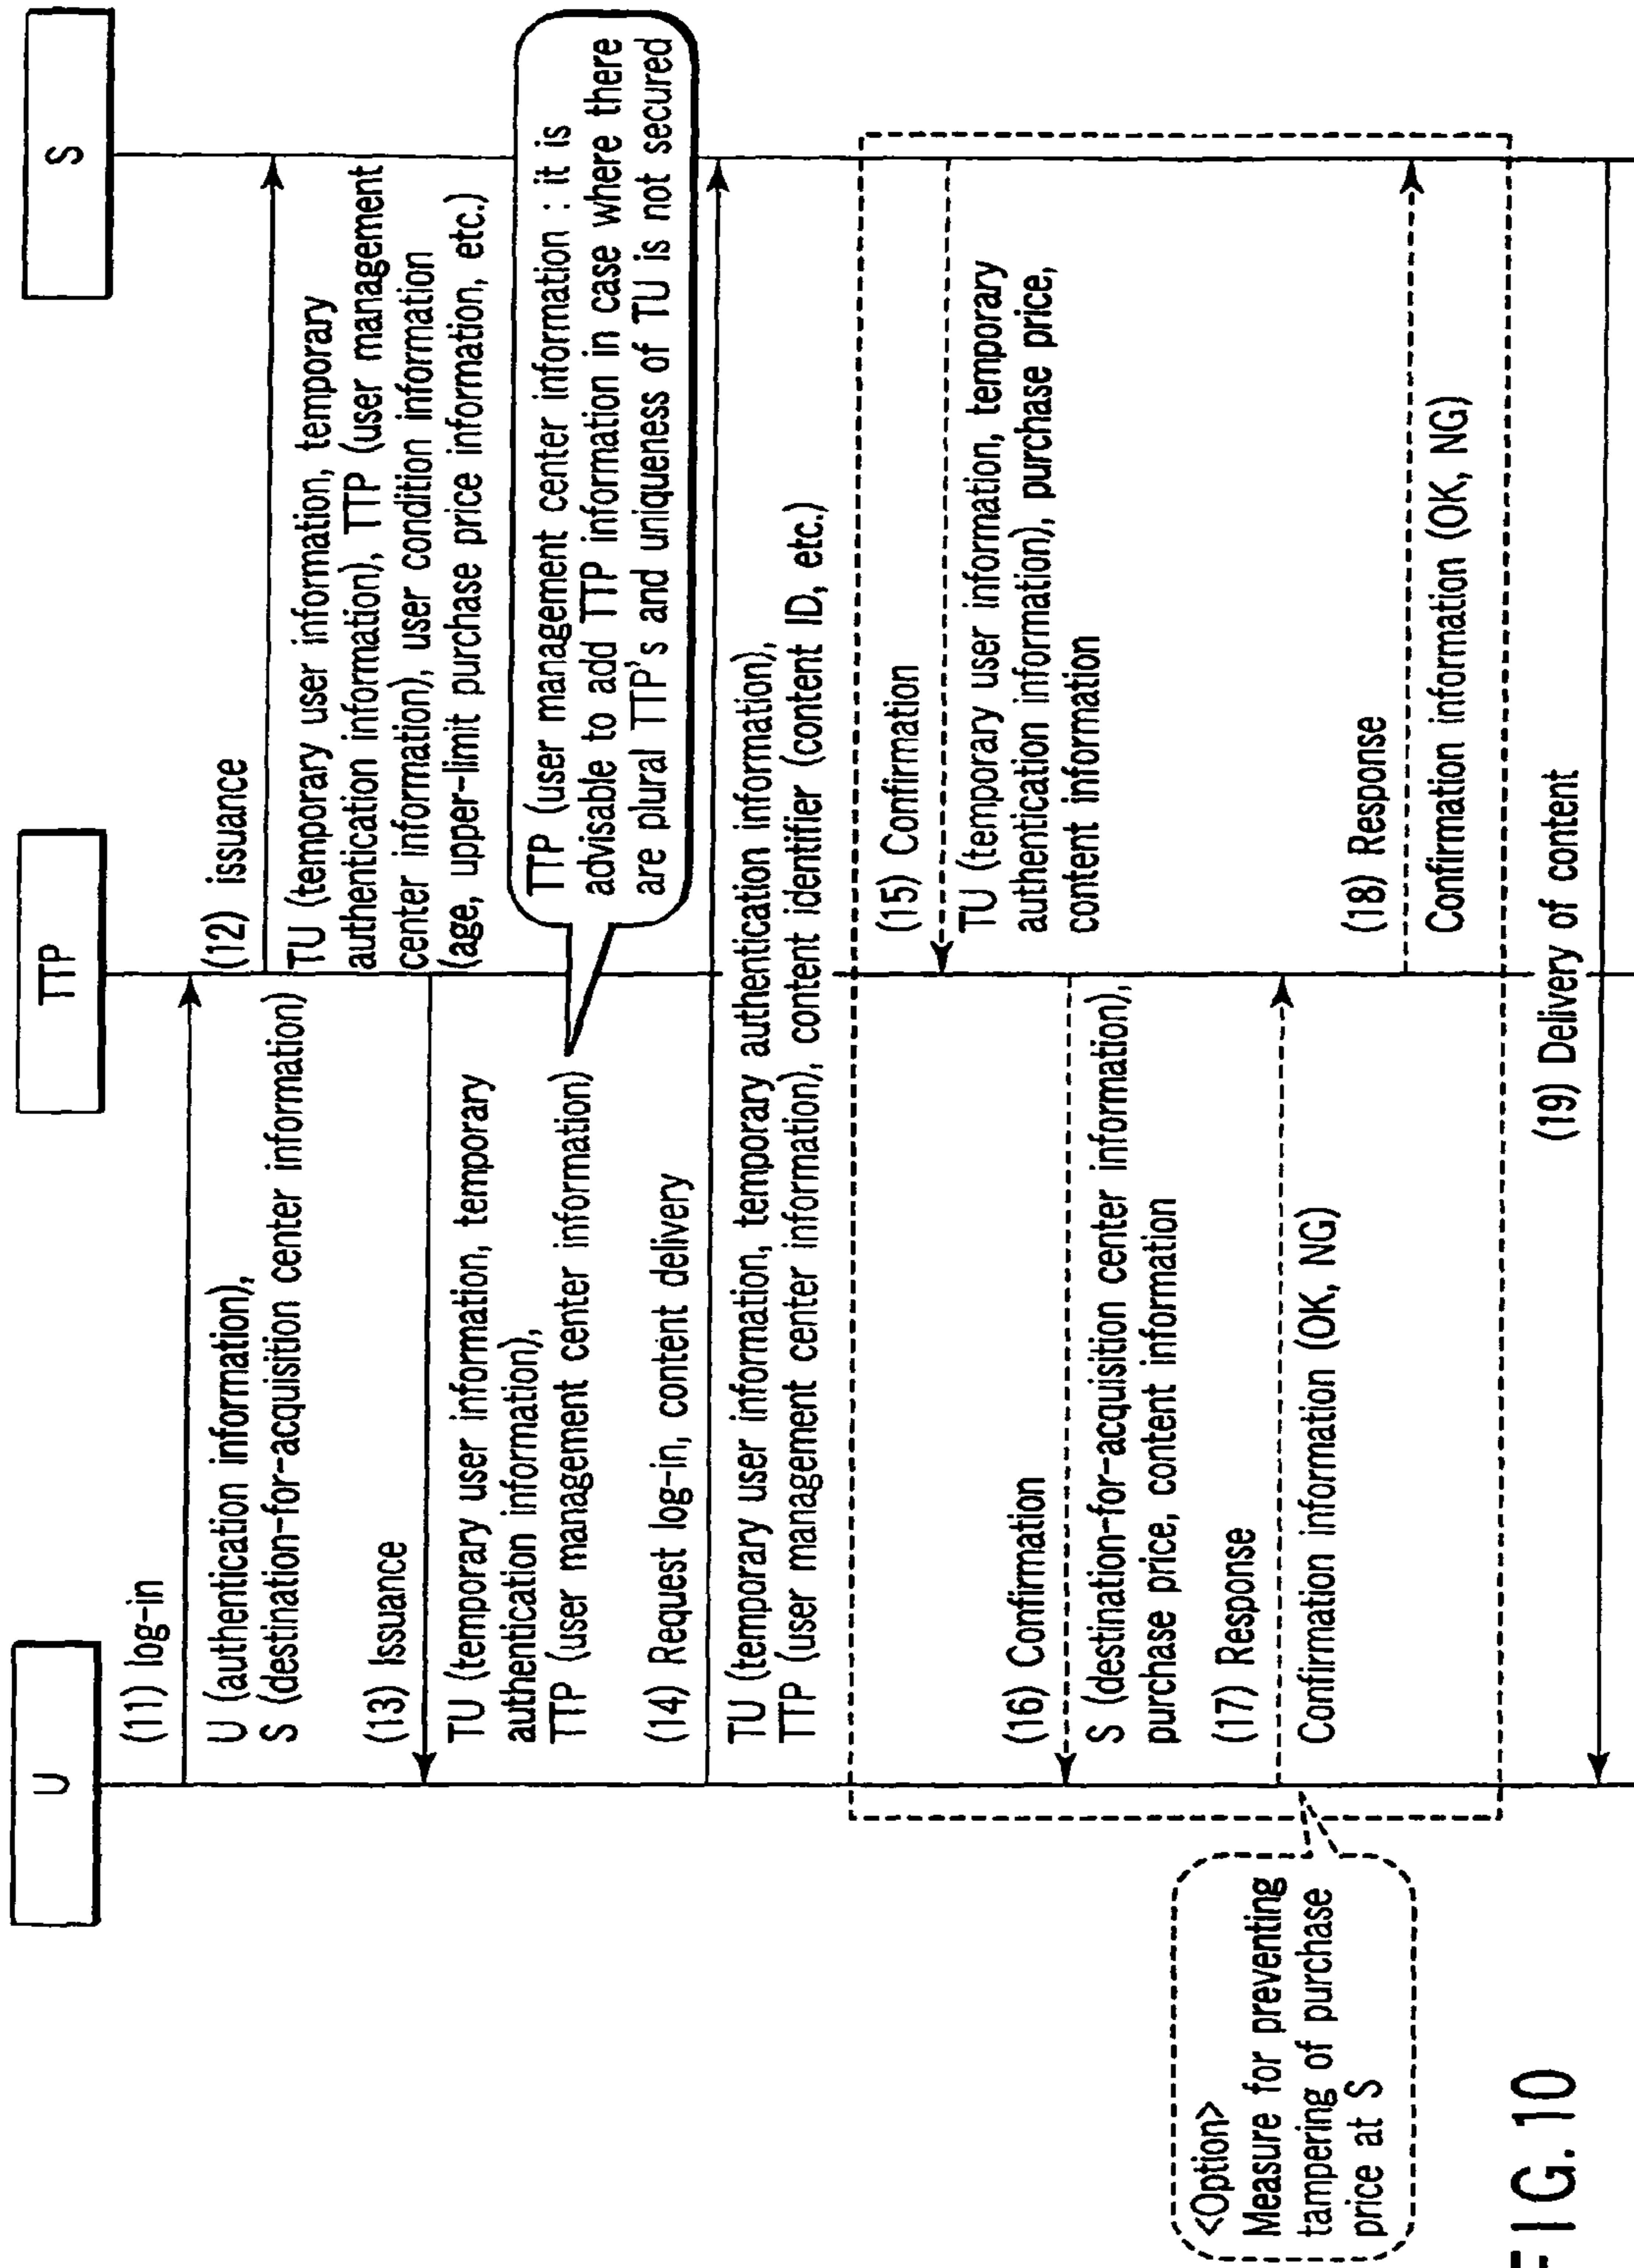 U
TTP
S
(11) log-in
U (authentication information),
S (destination-for-acquisition center information)
(12) issuance
TU (temporary user information, temporary
authentication information), TTP (user management
center information), user condition information
(age, upper-limit purchase price information, etc.)
(13) Issuance
TU (temporary user information, temporary
authentication information),
TTP (user management center information)
TTP (user management center information : it is
advisable to add TTP information in case where there
are plural TTP's and uniqueness of TU is not secured
(14) Request log-in, content delivery
TU (temporary user information, temporary authentication information),
TTP (user management center information), content identifier (content ID, etc.)
(15) Confirmation
TU (temporary user information, temporary
authentication information), purchase price,
content information
(16) Confirmation
S (destination-for-acquisition center information),
purchase price, content information
(17) Response
Confirmation information (OK, NG)
(18) Response
Confirmation information (OK, NG)
(19) Delivery of content
<Option>
Measure for preventing
tampering of purchase
price at S
FIG. 10